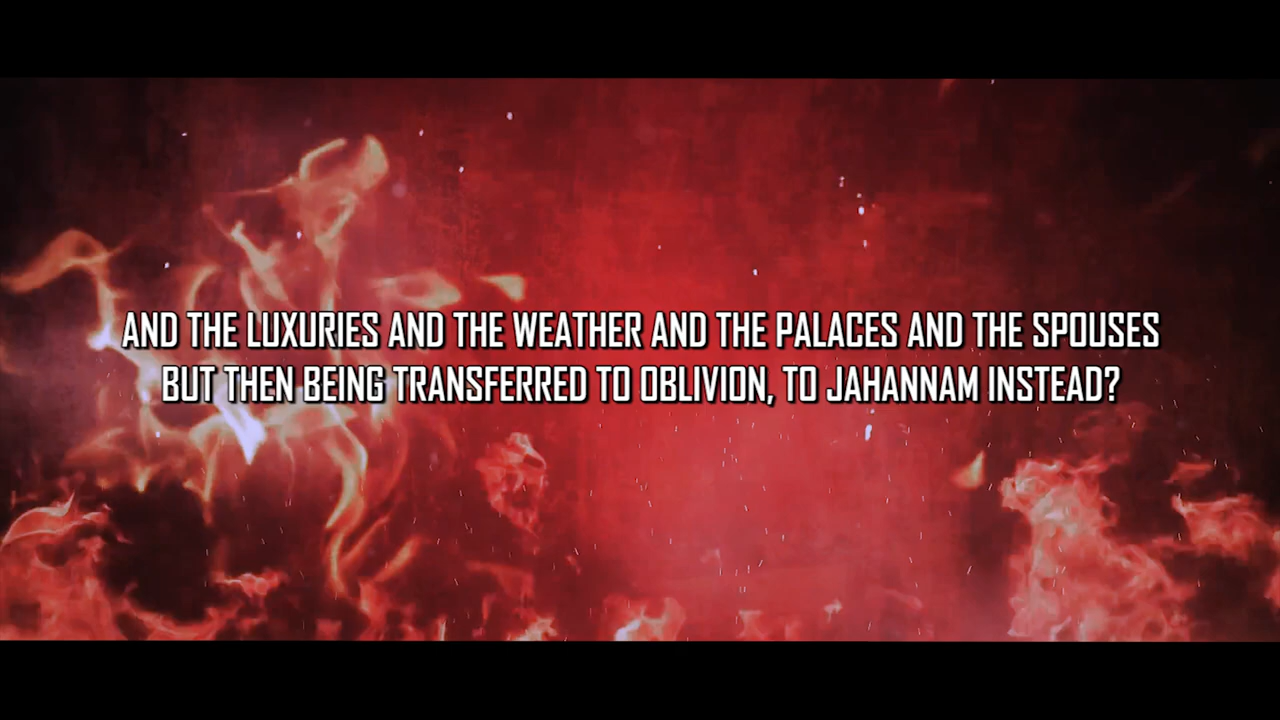 AND THE LUXURIES AND THE WEATHER AND THE PALACES AND THE SPOUSES
BUT THEN BEING TRANSFERRED TO OBLIVION, TO JAHANNAM INSTEAD?